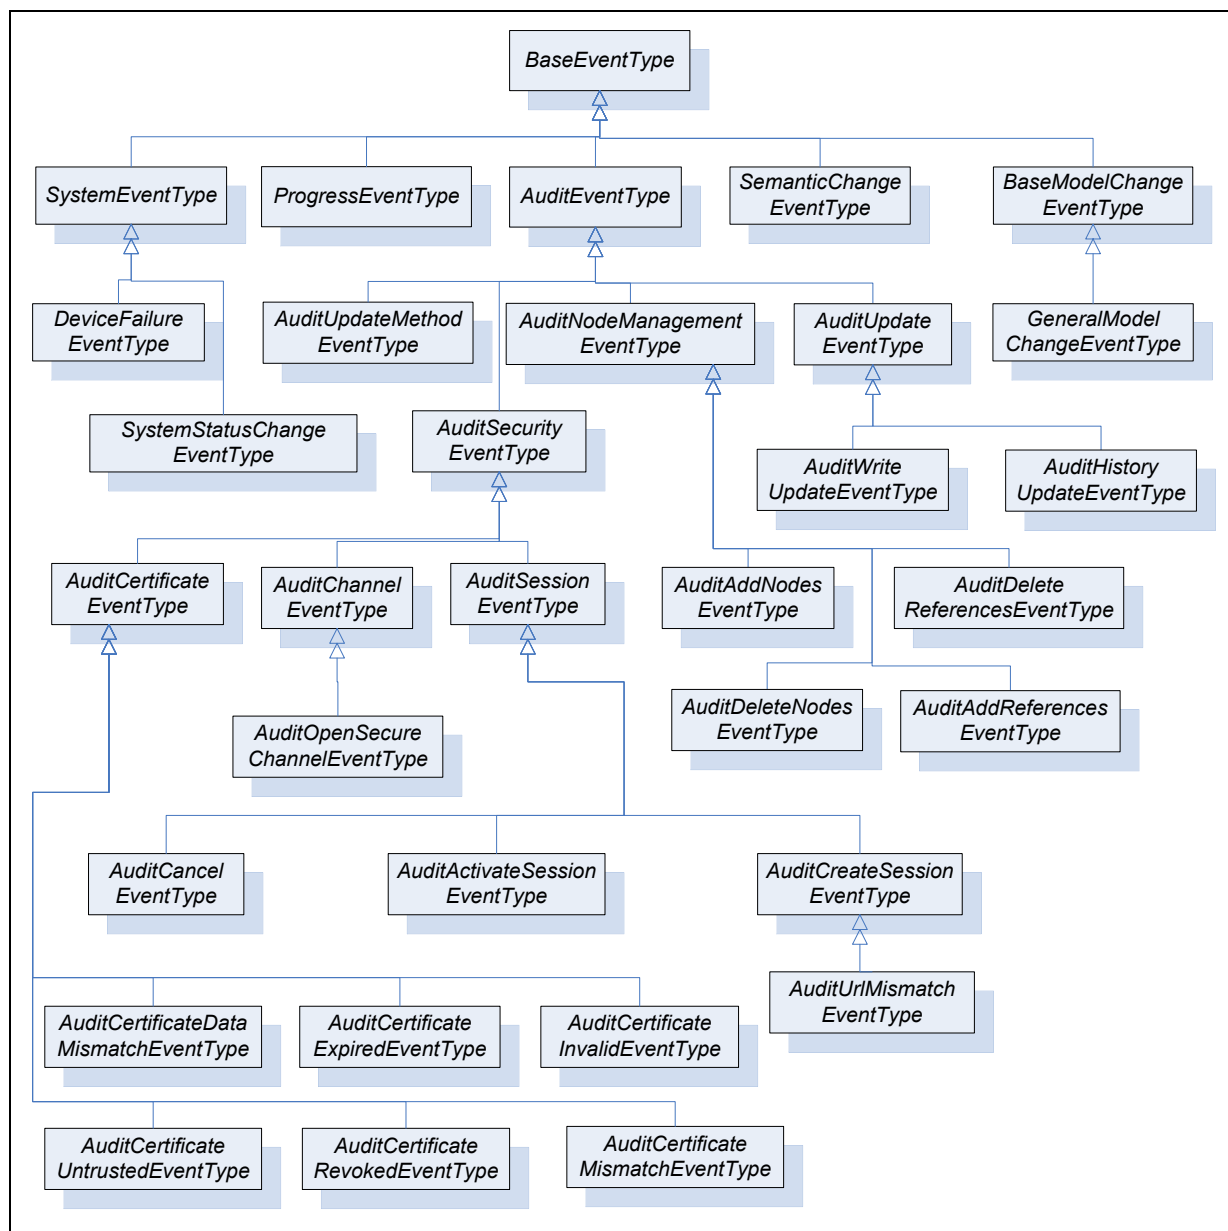 BaseEventType
SystemEventType
ProgressEventType
AuditEventType
SemanticChange
EventType
BaseModelChange
EventType
DeviceFailure
EventType
AuditUpdateMethod
EventType
AuditNodeManagement
EventType
AuditUpdate
EventType
GeneralModel
ChangeEventType
SystemStatusChange
EventType
AuditSecurity
EventType
AuditWrite
UpdateEventType
AuditHistory
UpdateEventType
AuditCertificate
EventType
AuditChannel
EventType
AuditSession
EventType
AuditAddNodes
EventType
AuditDelete
ReferencesEventType
AuditDeleteNodes
EventType
AuditAddReferences
EventType
AuditOpenSecure
ChannelEventType
AuditCancel
EventType
AuditActivateSession
EventType
AuditCreateSession
EventType
AuditUrlMismatch
EventType
AuditCertificateData
MismatchEventType
AuditCertificate
ExpiredEventType
AuditCertificate
InvalidEventType
AuditCertificate
UntrustedEventType
AuditCertificate
RevokedEventType
AuditCertificate
MismatchEventType